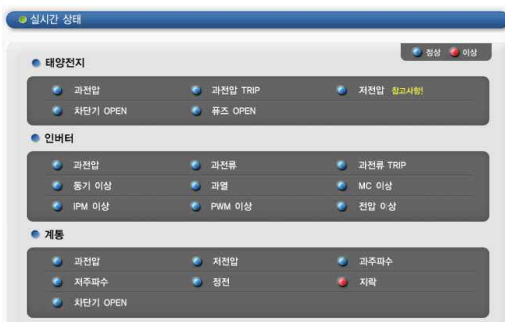 실시간 상태
정상 이상
태양전지
과전압 과전압 TRIP 저전압 참고사항!
차단기 OPEN 퓨즈 OPEN
인버터
과전압 과전류 과전류 TRIP
동기 이상 과열 MC 이상
IPM 이상 PWM 이상 전압 이상
계통
과전압 저전압 과주파수
저주파수 정전 지락
차단기 OPEN